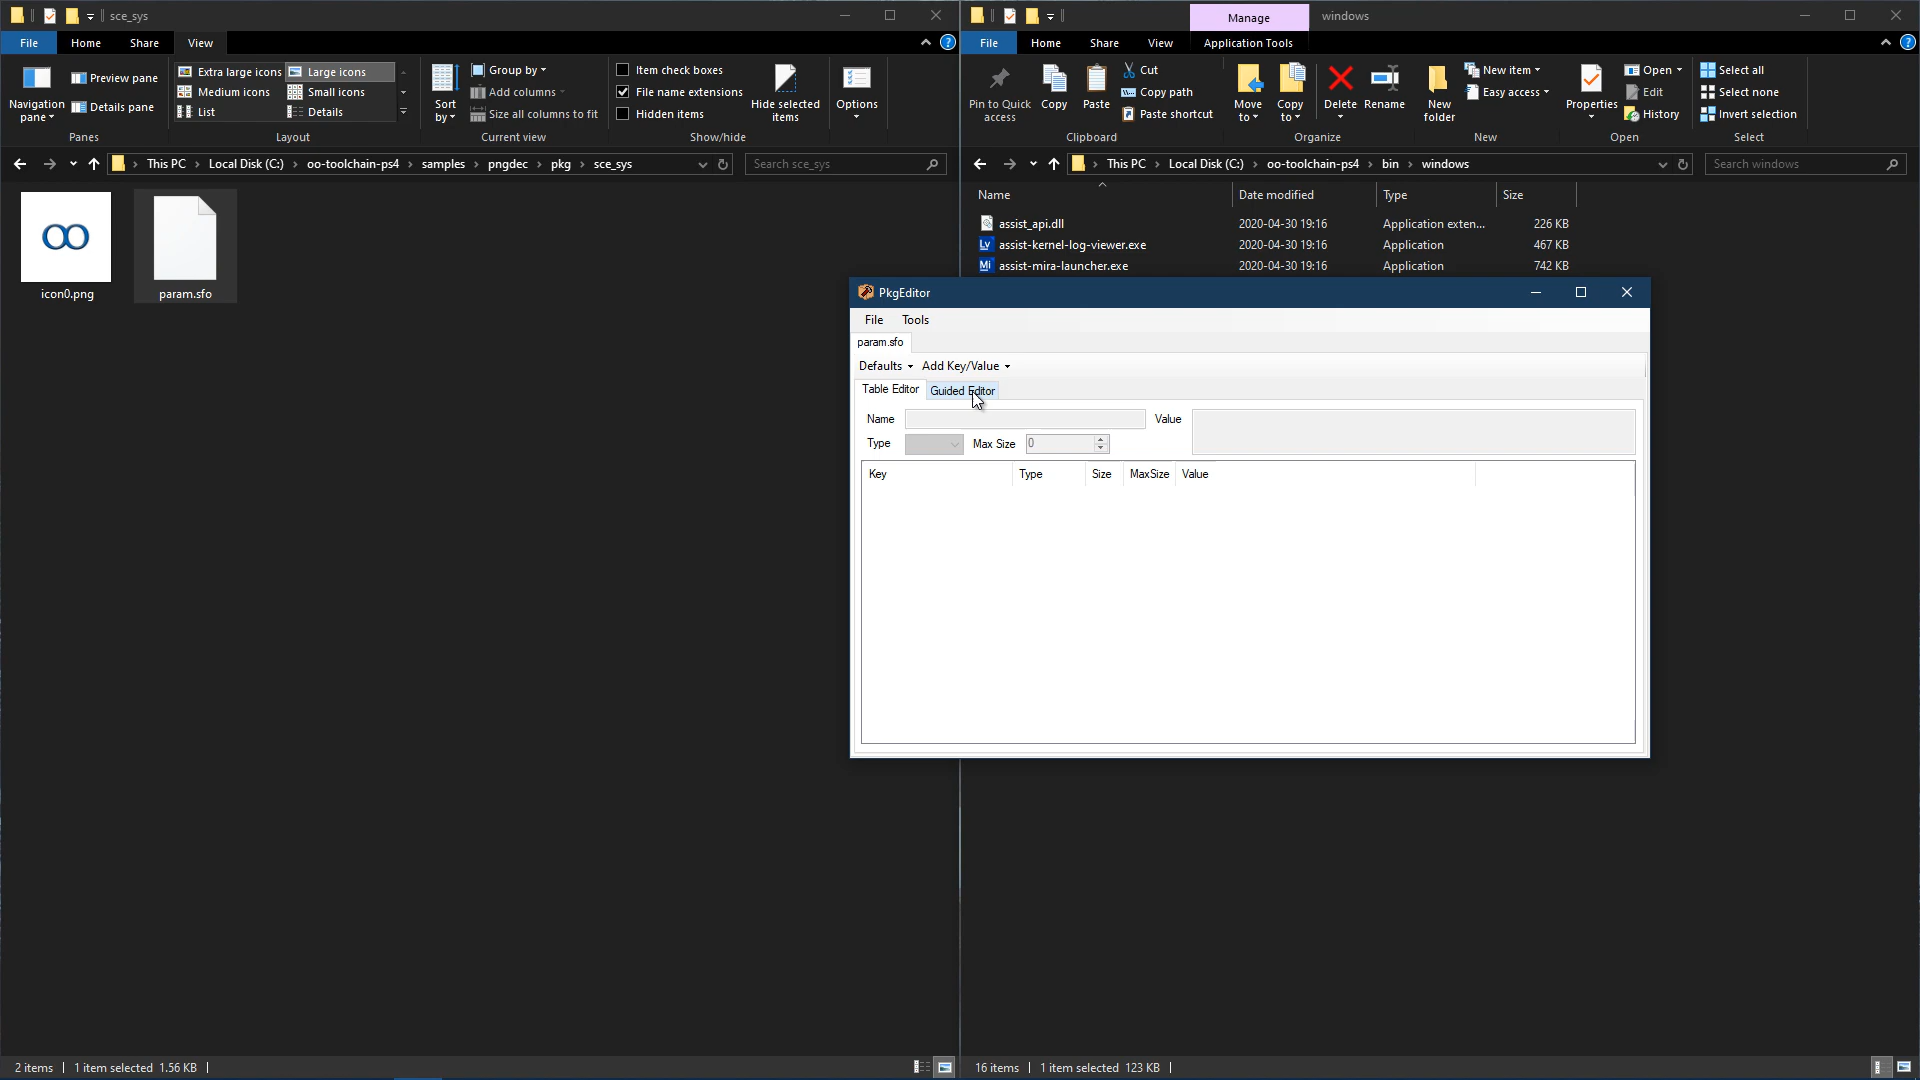 sce_sys
File
Home
Share
View
Navigation pane
Preview pane
Details pane
Panes
Extra large icons
Large icons
Medium icons
Small icons
List
Details
Layout
Sort by
Group by
Add columns
Size all columns to fit
Current view
Item check boxes
File name extensions
Hidden items
Hide selected items
Show/hide
Options
This PC
Local Disk (C:)
oo-toolchain-ps4
samples
pngdec
pkg
sce_sys
Search sce_sys
icon0.png
param.sfo
2 items
1 item selected 1.56 KB
Manage
windows
File
Home
Share
View
Application Tools
Pin to Quick access
Copy
Paste
Cut
Copy path
Paste shortcut
Clipboard
Move to
Copy to
Delete
Rename
Organize
New folder
New item
Easy access
New
Properties
Open
Edit
History
Open
Select all
Select none
Invert selection
Select
This PC
Local Disk (C:)
oo-toolchain-ps4
bin
windows
Search windows
Name
Date modified
Type
Size
assist_api.dll 2020-04-30 19:16 Application exten... 226 KB
Lv assist-kernel-log-viewer.exe 2020-04-30 19:16 Application 467 KB
Mi assist-mira-launcher.exe 2020-04-30 19:16 Application 742 KB
PkgEditor
File Tools
param.sfo
Defaults Add Key/Value
Table Editor Guided Editor
Name
Value
Type
Max Size 0
Key Type Size MaxSize Value
16 items
1 item selected 123 KB